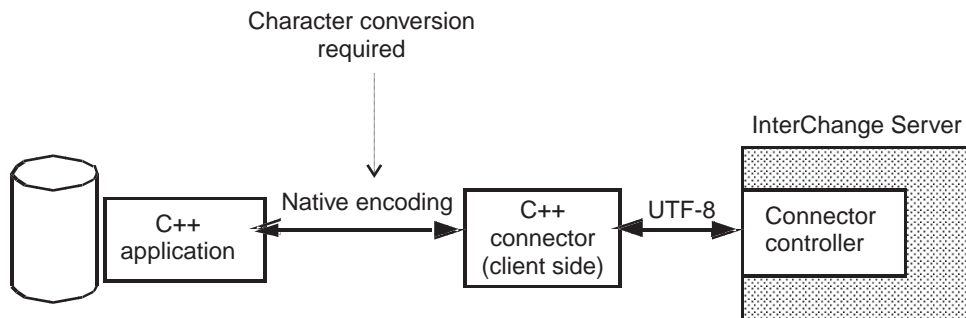 Character conversion
required
InterChange Server
C++
application
Native encoding
C++
connector
(client side)
UTF-8
Connector
controller